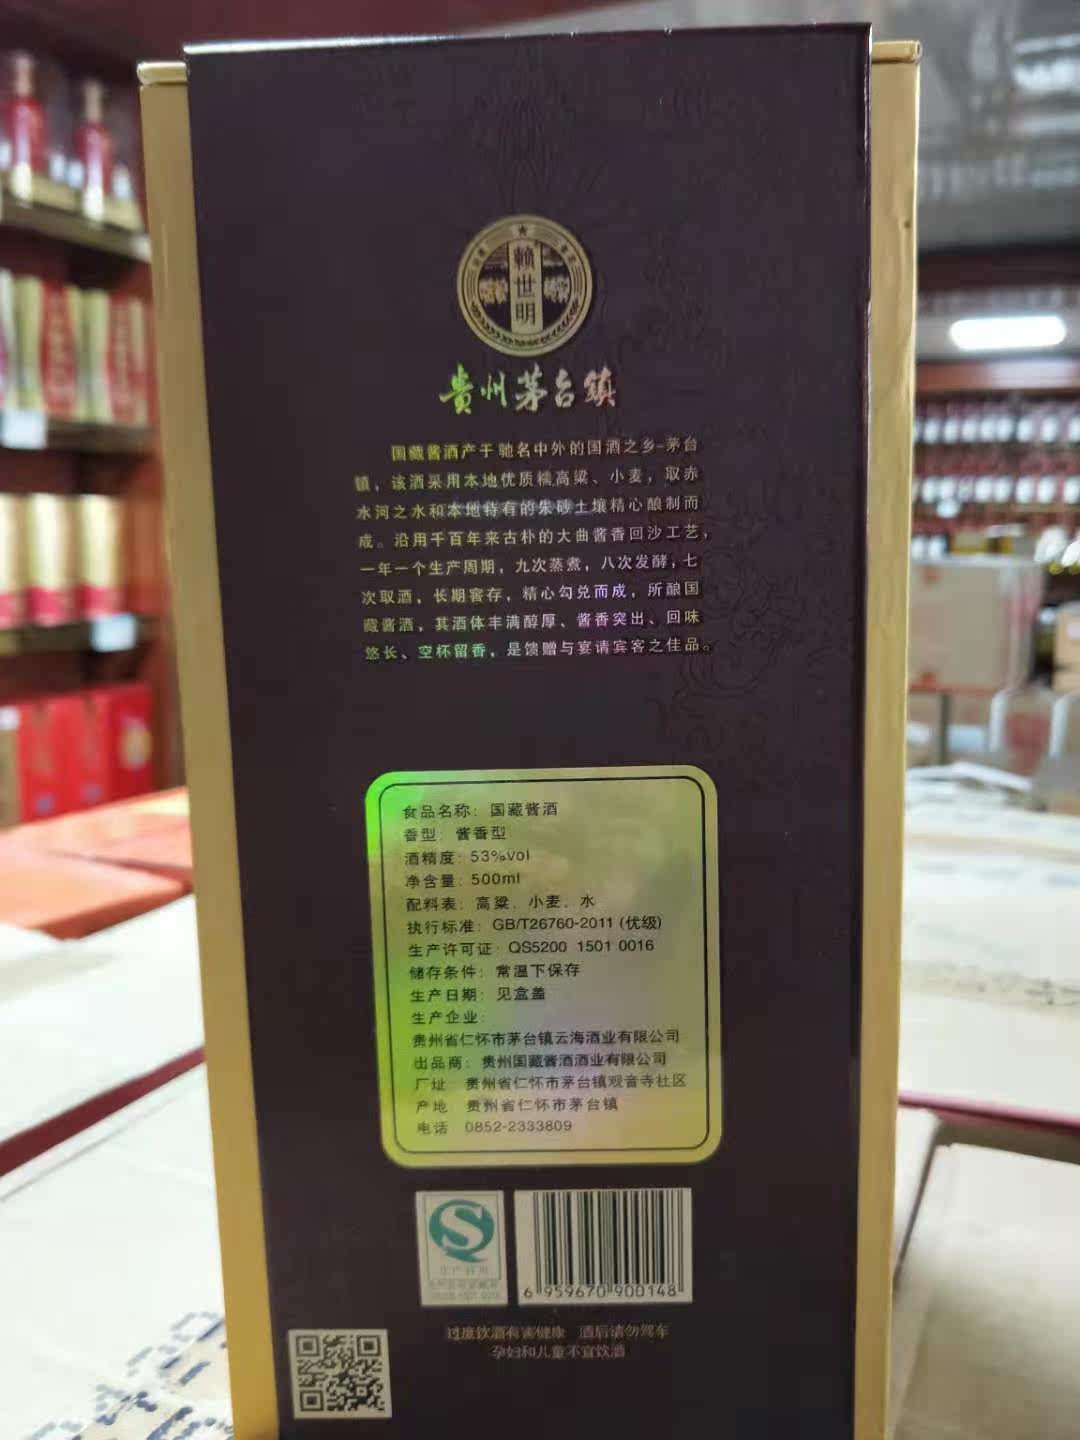 赖世明
贵州茅台镇
国藏酱酒产于驰名中外的国酒之乡-茅台
镇，该酒采用本地优质糯高粱、小麦，取赤
水河之水和本地特有的朱砂土壤精心酿制而
成。沿用千百年来古朴的大曲酱香回沙工艺，
一年一个生产周期，九次蒸煮，八次发酵，七
次取酒，长期窖存，精心勾兑而成，所酿国
藏酱酒，其酒体丰满醇厚、酱香突出、回味
悠长、空杯留香，是馈赠与宴请宾客之佳品。
食品名称：国藏酱酒
香型：酱香型
酒精度：53%vol
净含量：500ml
配料表：高粱、小麦、水
执行标准：GB/T26760-2011 (优级)
生产许可证：QS5200 1501 0016
储存条件：常温下保存
生产日期：见盒盖
生产企业：
贵州省仁怀市茅台镇云海酒业有限公司
出品商：贵州国藏酱酒酒业有限公司
厂址 贵州省仁怀市茅台镇观音寺社区
产地 贵州省仁怀市茅台镇
电话 0852-2333809
6 959670 900148
过度饮酒有害健康 酒后请勿驾车
孕妇和儿童不宜饮酒